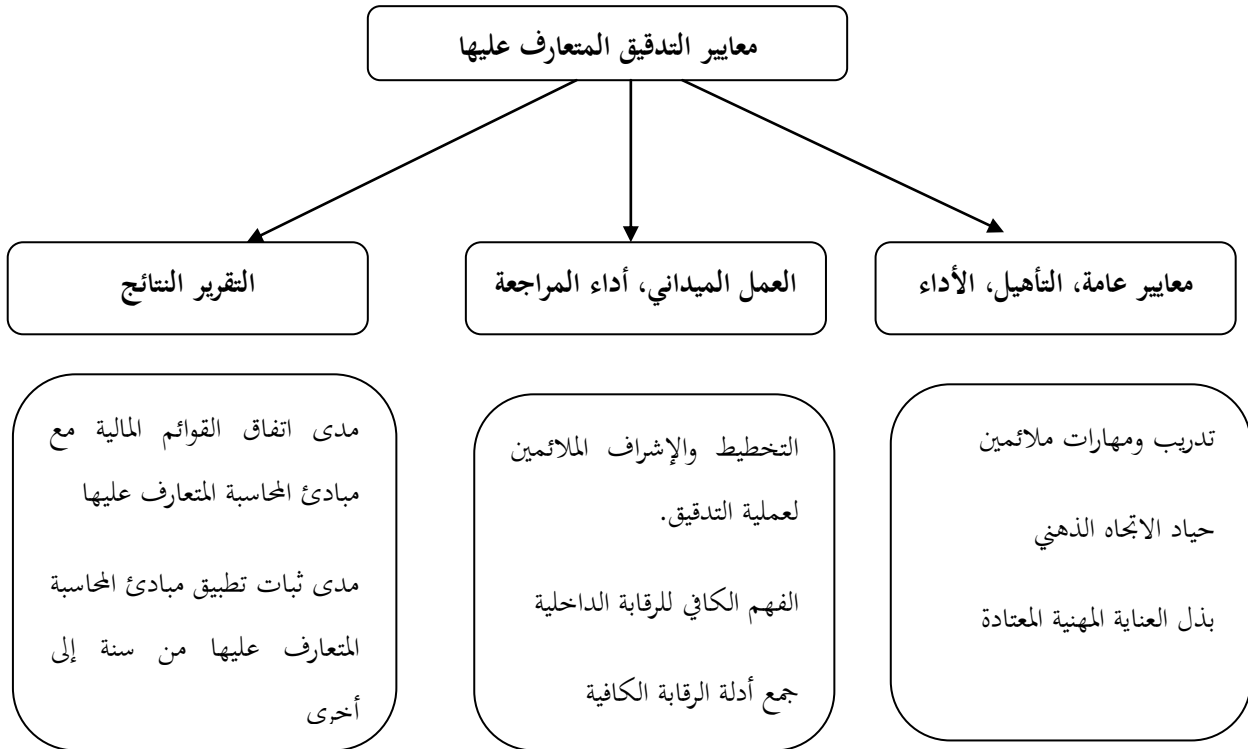 معايير التدقيق المتعارف عليها
معايير عامة، التأهيل، الأداء
العمل الميداني، أداء المراجعة
التقرير النتائج
تدريب ومهارات ملائمين
حياد الاتجاه الذهني
بذل العناية المهنية المعتادة
التخطيط والإشراف الملائمين
لعملية التدقيق.
الفهم الكافي للرقابة الداخلية
جمع أدلة الرقابة الكافية
مدى اتفاق القوائم المالية مع
مبادئ المحاسبة المتعارف عليها
مدى ثبات تطبيق مبادئ المحاسبة
المتعارف عليها من سنة إلى
أخرى